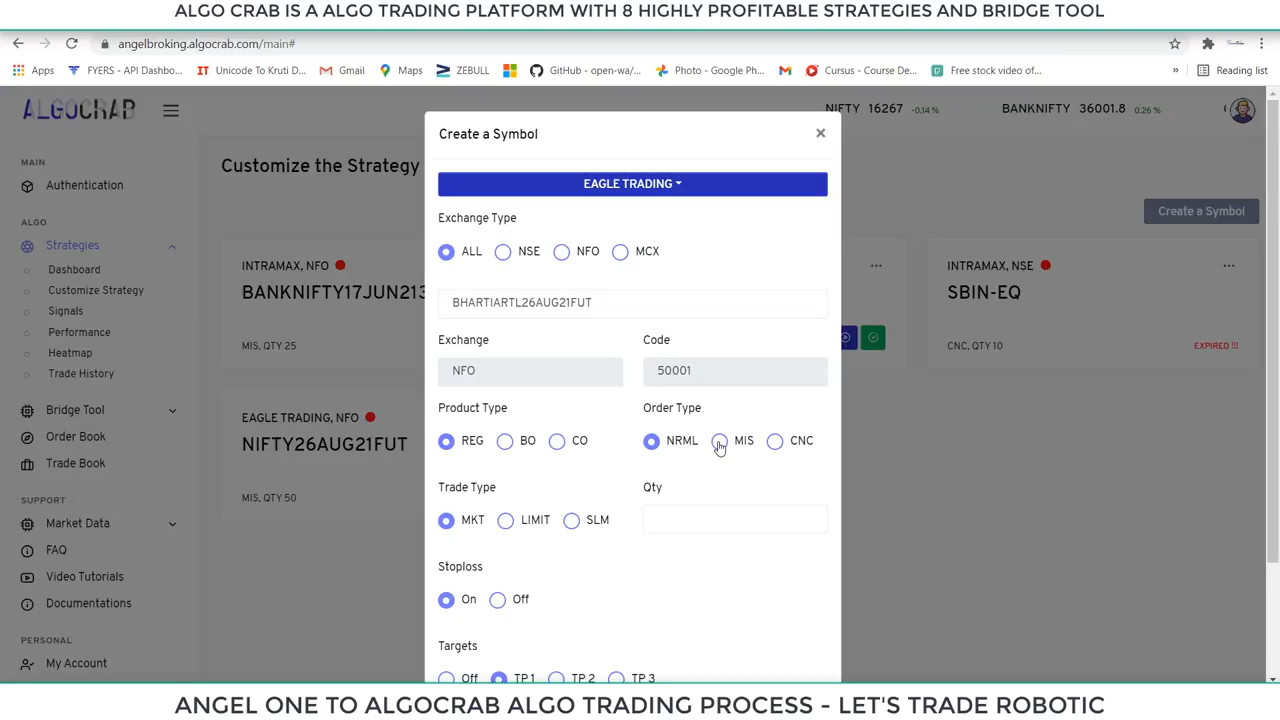 ALGO CRAB IS A ALGO TRADING PLATFORM WITH 8 HIGHLY PROFITABLE STRATEGIES AND BRIDGE TOOL
angelbroking.algocrab.com/main#
Apps FYERS - API Dashbo... IT Unicode To Kruti D... Gmail Maps ZEBULL GitHub - open-wa/... Photo - Google Ph... Cursus - Course De... Free stock video of... » Reading list
ALGOCRAB NIFTY 16267 -0.14 % BANKNIFTY 36001.8 0.26 %
Create a Symbol ×
MAIN
Customize the Strategy
Authentication
EAGLE TRADING
Create a Symbol
ALGO
Exchange Type
Strategies
ALL NSE NFO MCX
Dashboard
INTRAMAX, NFO
INTRAMAX, NSE
Customize Strategy
BANKNIFTY17JUN213
SBIN-EQ
BHARTIARTL26AUG21FUT
Signals
Performance
Exchange Code
MIS, QTY 25
CNC, QTY 10 EXPIRED !!!
Heatmap
NFO 50001
Trade History
Bridge Tool
Product Type Order Type
EAGLE TRADING, NFO
Order Book
NIFTY26AUG21FUT
REG BO CO NRML MIS CNC
Trade Book
Trade Type Qty
SUPPORT
MIS, QTY 50
Market Data
MKT LIMIT SLM
FAQ
Stoploss
Video Tutorials
On Off
Documentations
PERSONAL
Targets
My Account
Off TP 1 TP 2 TP 3
ANGEL ONE TO ALGOCRAB ALGO TRADING PROCESS - LET'S TRADE ROBOTIC